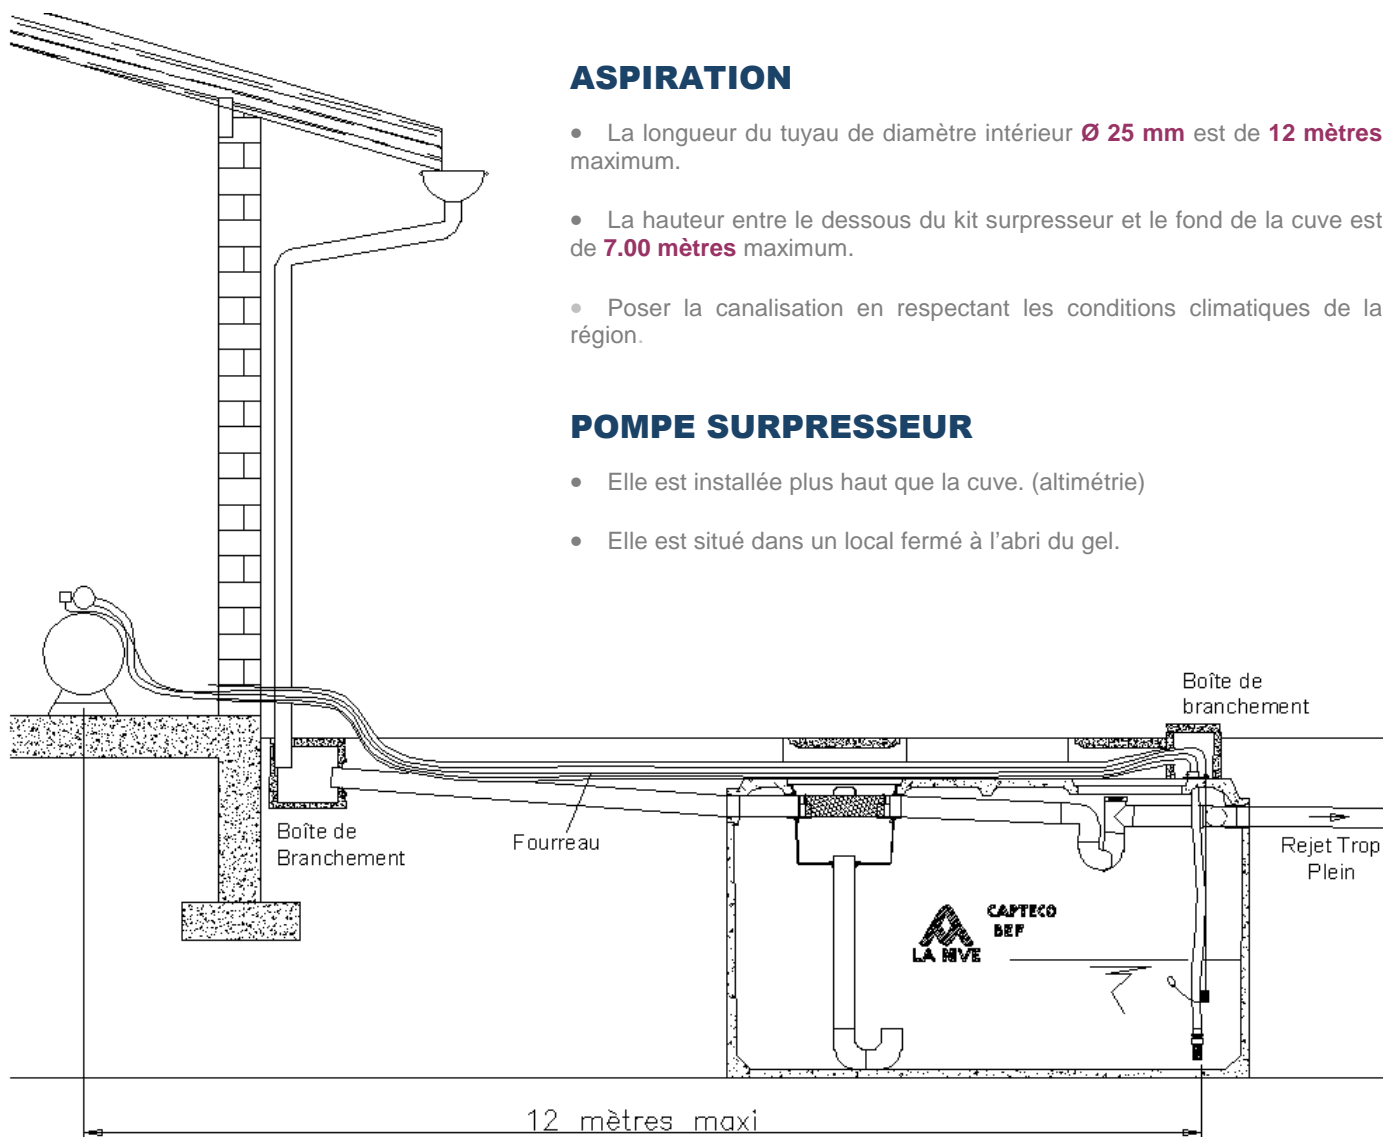 ASPIRATION
• La longueur du tuyau de diamètre intérieur Ø 25 mm est de 12 mètres
maximum.
• La hauteur entre le dessous du kit surpresseur et le fond de la cuve est
de 7.00 mètres maximum.
• Poser la canalisation en respectant les conditions climatiques de la
région.
POMPE SURPRESSEUR
• Elle est installée plus haut que la cuve. (altimétrie)
• Elle est situé dans un local fermé à l’abri du gel.
Boîte de
branchement
Boîte de
Branchement
Fourreau
Rejet Trop
Plein
CAPTECO
BEF
LA NIVE
12 mètres maxi